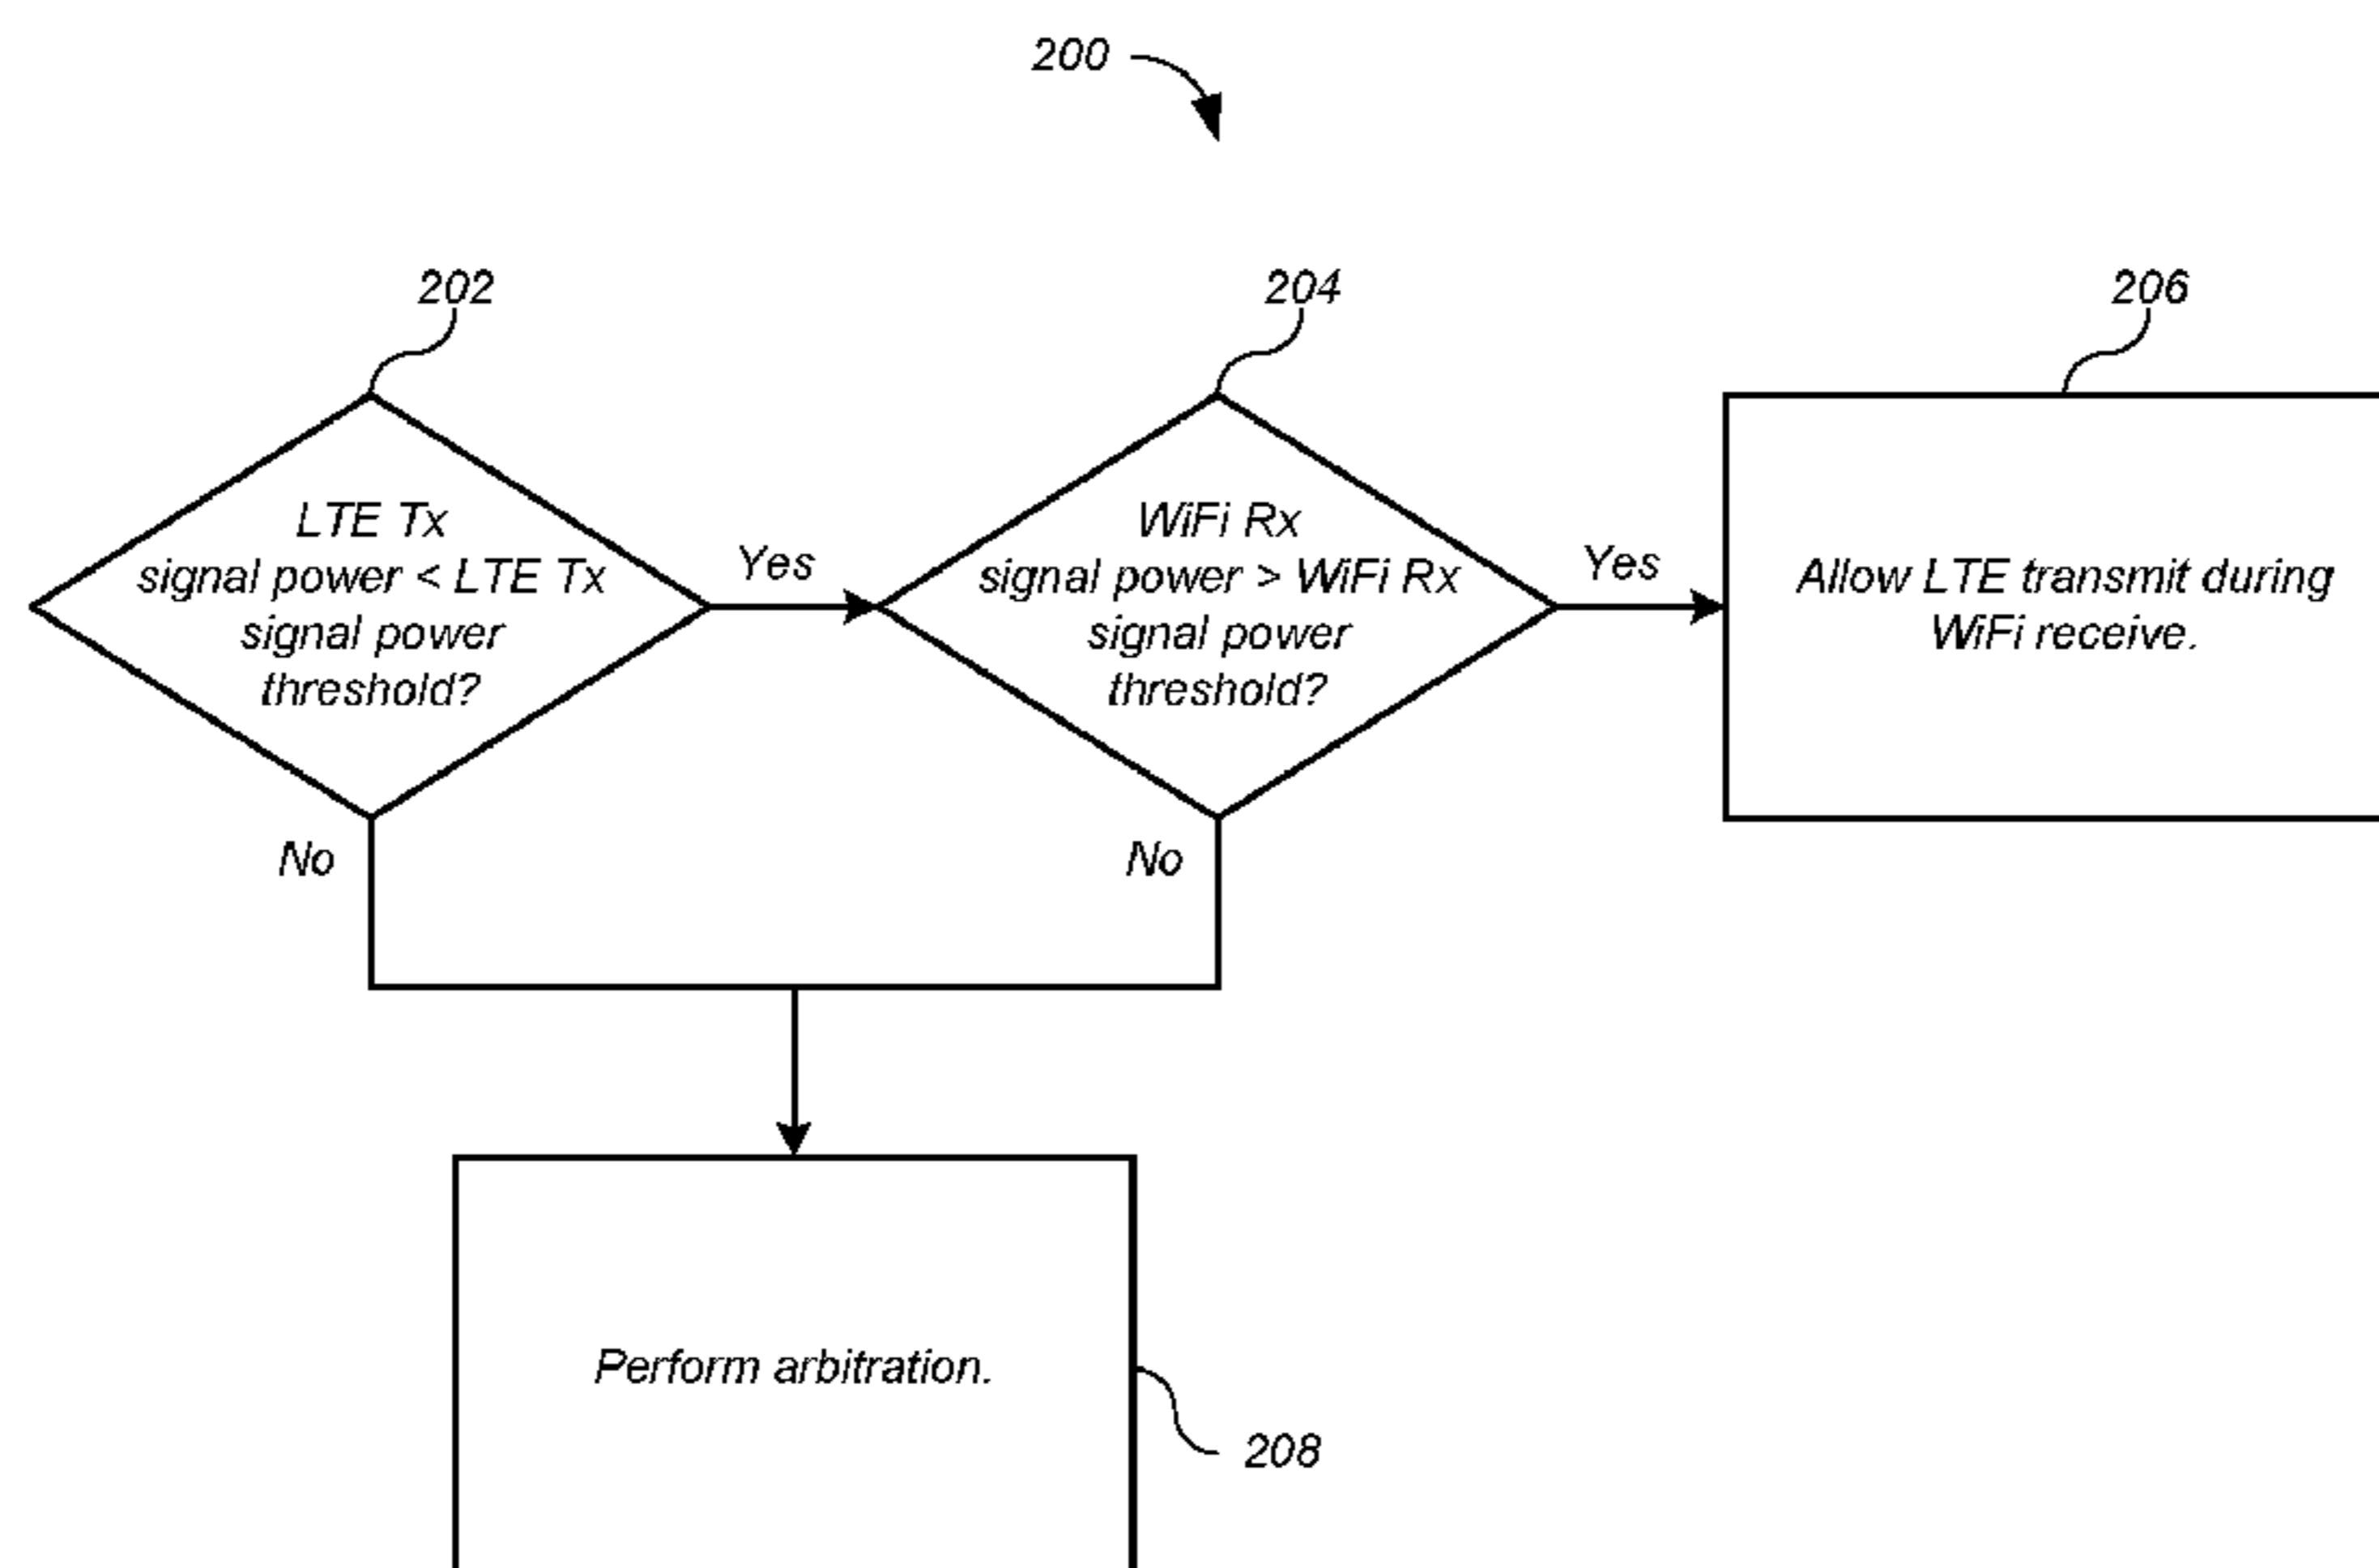 200
202
204
206
LTE Tx
signal power < LTE Tx
signal power
threshold?
Yes
WiFi Rx
signal power > WiFi Rx
signal power
threshold?
Yes
Allow LTE transmit during
WiFi receive.
No
No
Perform arbitration.
208